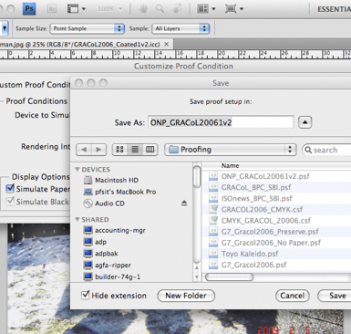 Ps
100%
ESSENTIA
Sample Size: Point Sample
Sample: All Layers
man.jpg @ 25% (RGB/8*/GRACoL2006_Coated1v2.icc)
Customize Proof Condition
Save
ustom Proof Condit
Save proof setup in:
Proof Conditions
Device to Simul
Save As: ONP_GRACoL20061v2
Rendering Int
Proofing
search
Name
Display Options
DEVICES
Simulate Paper
Macintosh HD
Simulate Black
pfsit's MacBook Pro
Audio CD
SHARED
accounting-mgr
adp
adpbak
agfa-ripper
builder-74g-1
ONP_GRACoL20061v2.psf
GRACoL_BPC_SBI.psf
ISOnews_BPC_SBI.psf
GRACOL2006_CMYK.csf
CMYK_GRACOL_20006.csf
G7_Gracol2006_Preserve.psf
G7_Gracol2006_No Paper.psf
Toyo Kaleido.psf
G7_Gracol2006.psf
Hide extension
New Folder
Cancel
Save